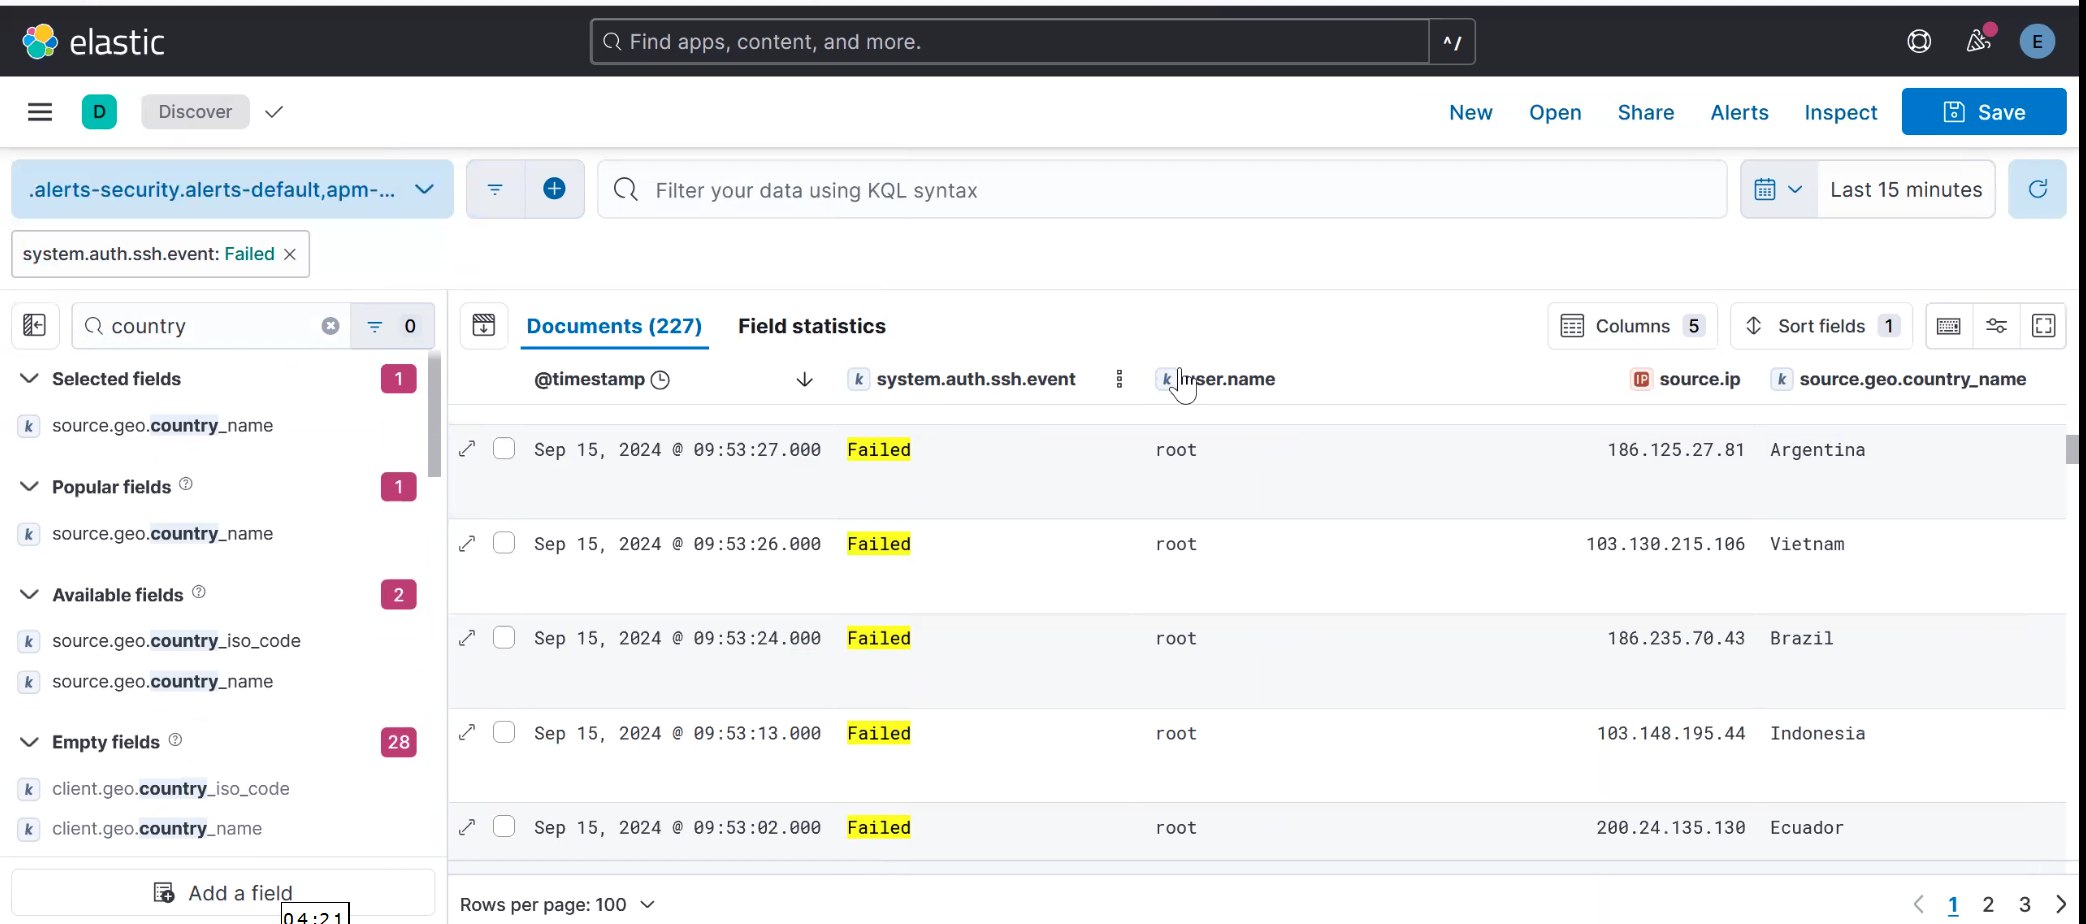 elastic
Find apps, content, and more.
^/
E
D
Discover
New
Open
Share
Alerts
Inspect
Save
.alerts-security.alerts-default,apm-...
Filter your data using KQL syntax
Last 15 minutes
system.auth.ssh.event: Failed
country
0
Documents (227)
Field statistics
Columns 5
Sort fields 1
Selected fields 1
k source.geo.country_name
Popular fields 1
k source.geo.country_name
Available fields 2
k source.geo.country_iso_code
k source.geo.country_name
Empty fields 28
k client.geo.country_iso_code
k client.geo.country_name
Add a field
04:21
@timestamp k system.auth.ssh.event k user.name IP source.ip k source.geo.country_name
Sep 15, 2024 @ 09:53:27.000 Failed root 186.125.27.81 Argentina
Sep 15, 2024 @ 09:53:26.000 Failed root 103.130.215.106 Vietnam
Sep 15, 2024 @ 09:53:24.000 Failed root 186.235.70.43 Brazil
Sep 15, 2024 @ 09:53:13.000 Failed root 103.148.195.44 Indonesia
Sep 15, 2024 @ 09:53:02.000 Failed root 200.24.135.130 Ecuador
Rows per page: 100
1 2 3